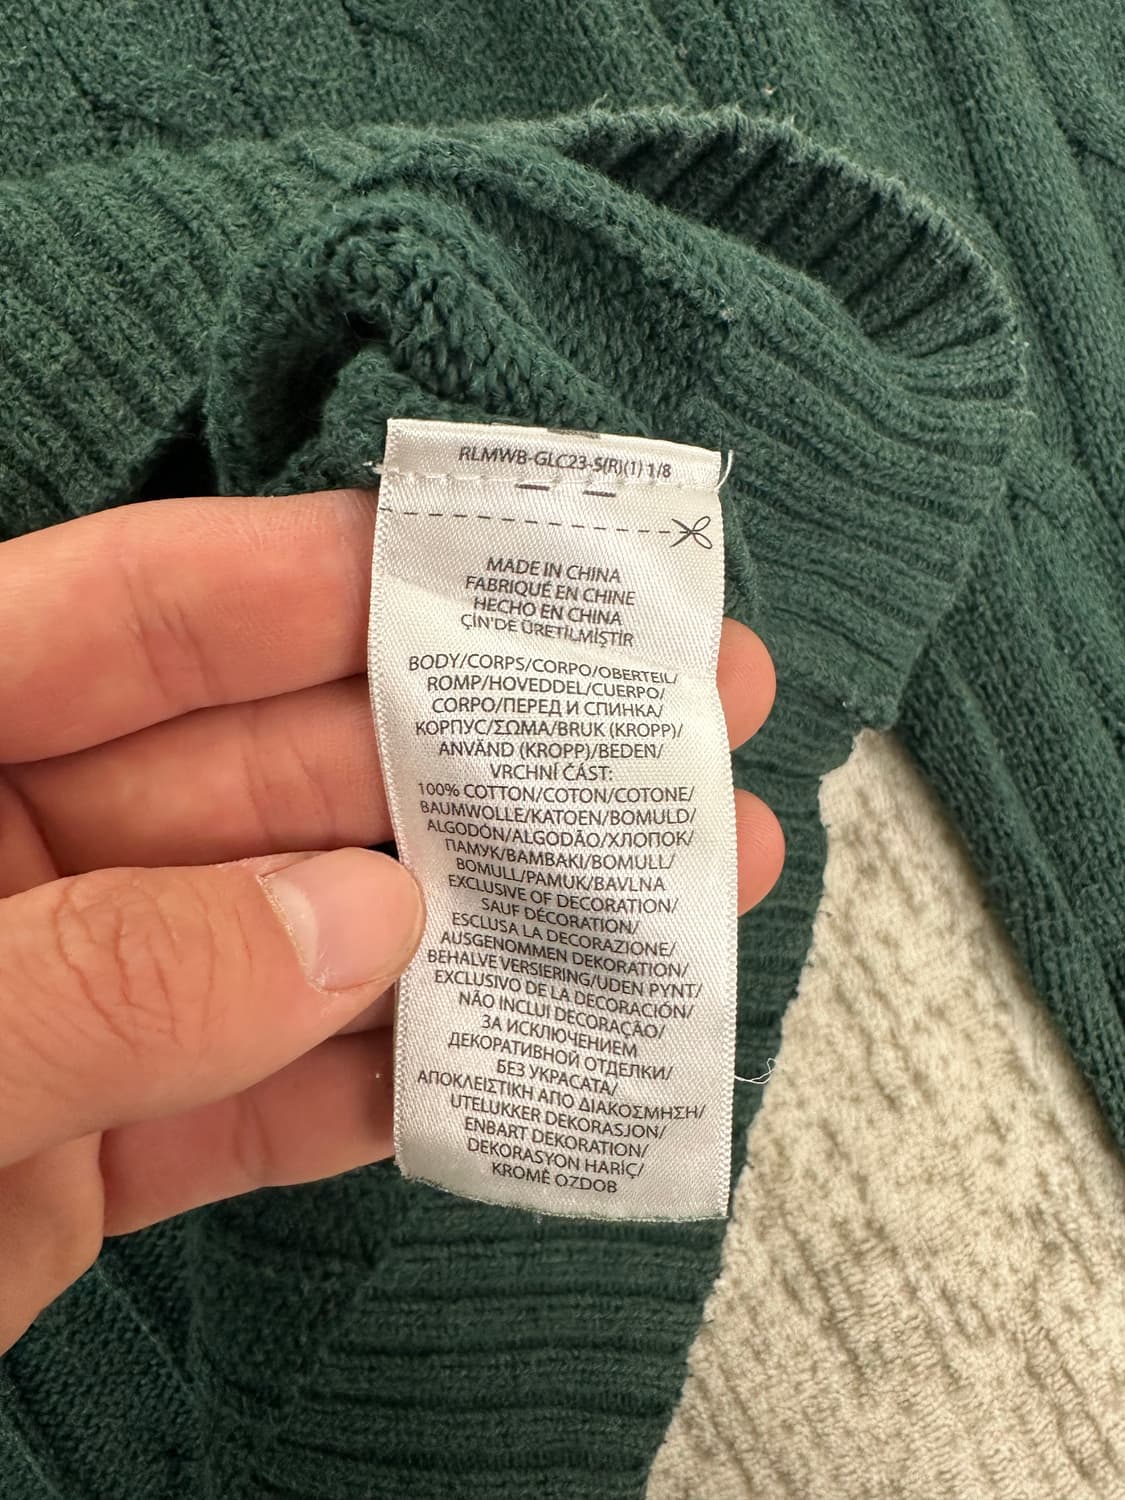 RLMWB-GLC23-S(R)(1) 1/8
MADE IN CHINA
FABRIQUÉ EN CHINE
HECHO EN CHINA
ÇİN'DE ÜRETİLMİŞTİR
BODY/CORPS/CORPO/OBERTEIL/
ROMP/HOVEDDEL/CUERPO/
CORPO/ПЕРЕД И СПИНКА/
КОРПУС/ΣΩΜΑ/BRUK (KROPP)/
ANVÄND (KROPP)/BEDEN/
VRCHNÍ ČÁST:
100% COTTON/COTON/COTONE/
BAUMWOLLE/KATOEN/BOMULD/
ALGODÓN/ALGODÃO/ХЛОПОК/
ПАМУК/ΒΑΜΒΑΚΙ/BOMULL/
BOMULL/PAMUK/BAVLNA
EXCLUSIVE OF DECORATION/
SAUF DÉCORATION/
ESCLUSA LA DECORAZIONE/
AUSGENOMMEN DEKORATION/
BEHALVE VERSIERING/UDEN PYNT/
EXCLUSIVO DE LA DECORACIÓN/
NÃO INCLUI DECORAÇÃO/
ЗА ИСКЛЮЧЕНИЕМ
ДЕКОРАТИВНОЙ ОТДЕЛКИ/
БЕЗ УКРАСАТА/
ΑΠΟΚΛΕΙΣΤΙΚΗ ΑΠΟ ΔΙΑΚΟΣΜΗΣΗ/
UTELUKKER DEKORASJON/
ENBART DEKORATION/
DEKORASYON HARİÇ/
KROMĚ OZDOB